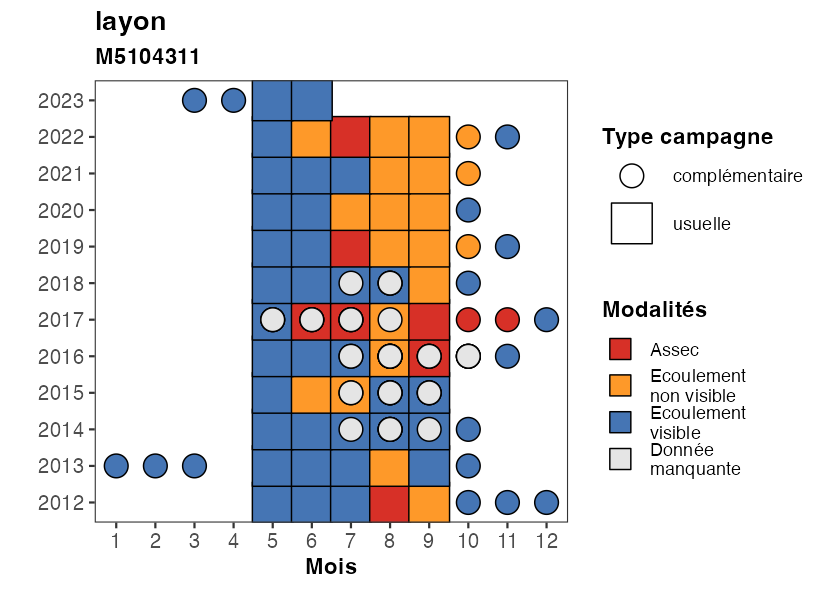 layon
M5104311
2023
2022
2021
2020
2019
2018
2017
2016
2015
2014
2013
2012
1 2 3 4 5 6 7 8 9 10 11 12
Mois
Type campagne
complémentaire
usuelle
Modalités
Assec
Ecoulement
non visible
Ecoulement
visible
Donnée
manquante